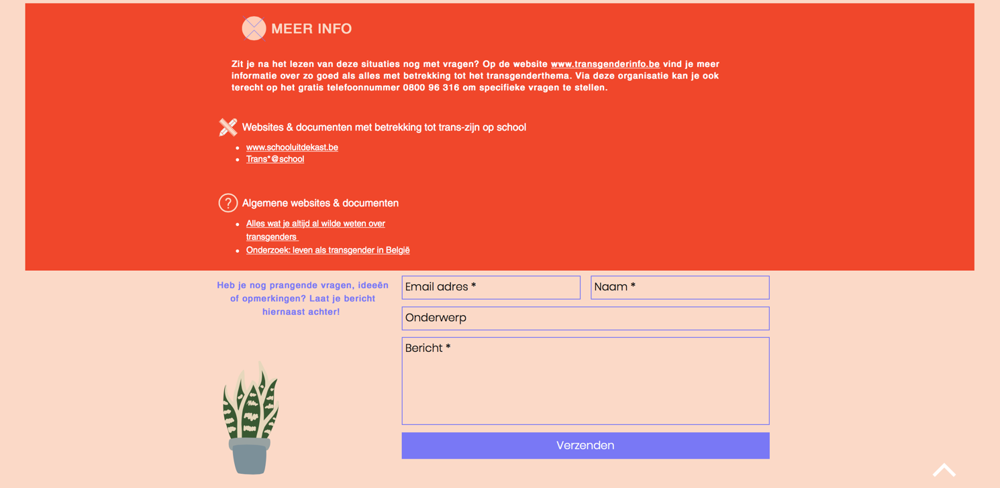 MEER INFO
Zit je na het lezen van deze situaties nog met vragen? Op de website www.transgenderinfo.be vind je meer
informatie over zo goed als alles met betrekking tot het transgenderthema. Via deze organisatie kan je ook
terecht op het gratis telefoonnummer 0800 96 316 om specifieke vragen te stellen.
Websites & documenten met betrekking tot trans-zijn op school
• www.schooluitdekast.be
• Trans*@school
? Algemene websites & documenten
• Alles wat je altijd al wilde weten over
transgenders
• Onderzoek: leven als transgender in België
Heb je nog prangende vragen, ideeën
of opmerkingen? Laat je bericht
hiernaast achter!
Email adres *
Naam *
Onderwerp
Bericht *
Verzenden